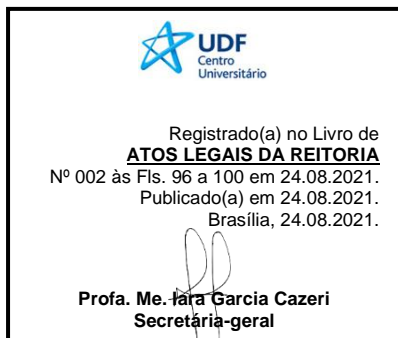 UDF
Centro
Universitário
Registrado(a) no Livro de
ATOS LEGAIS DA REITORIA
Nº 002 às Fls. 96 a 100 em 24.08.2021.
Publicado(a) em 24.08.2021.
Brasília, 24.08.2021.
Profa. Me. Iara Garcia Cazeri
Secretária-geral